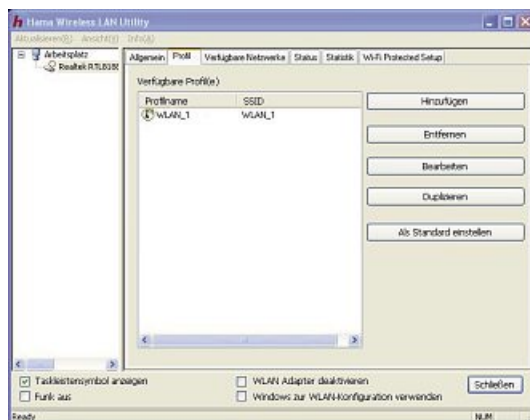 Hama Wireless LAN Utility
Aktualisieren(R) Ansicht(V) Info(A)
Arbeitsplatz
Realtek RTL818
Allgemein Profil Verfügbare Netzwerke Status Statistik Wi-Fi Protected Setup
Verfügbare Profil(e)
Profilname SSID
WLAN_1 WLAN_1
Hinzufügen
Entfernen
Bearbeiten
Duplizieren
Als Standard einstellen
Taskleistensymbol anzeigen
Funk aus
WLAN Adapter deaktivieren
Windows zur WLAN-Konfiguration verwenden
Schließen
Ready NUM